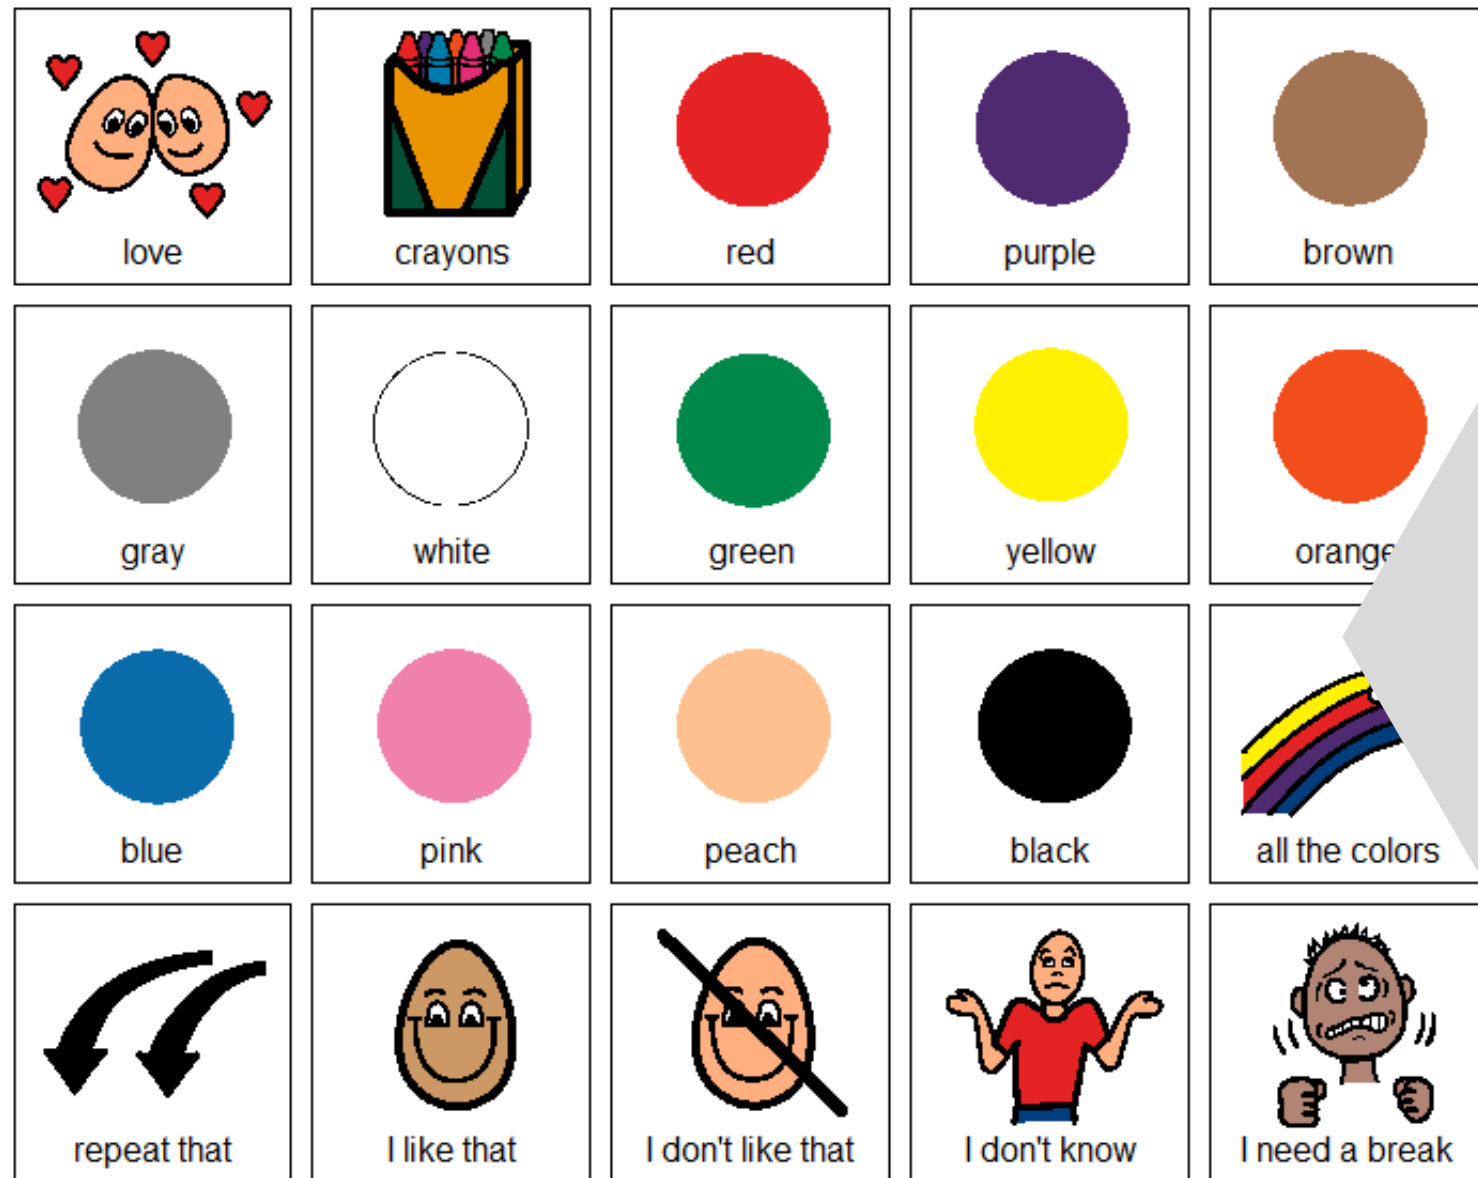 love
crayons
red
purple
brown
gray
white
green
yellow
orange
blue
pink
peach
black
all the colors
repeat that
I like that
I don't like that
I don't know
I need a break